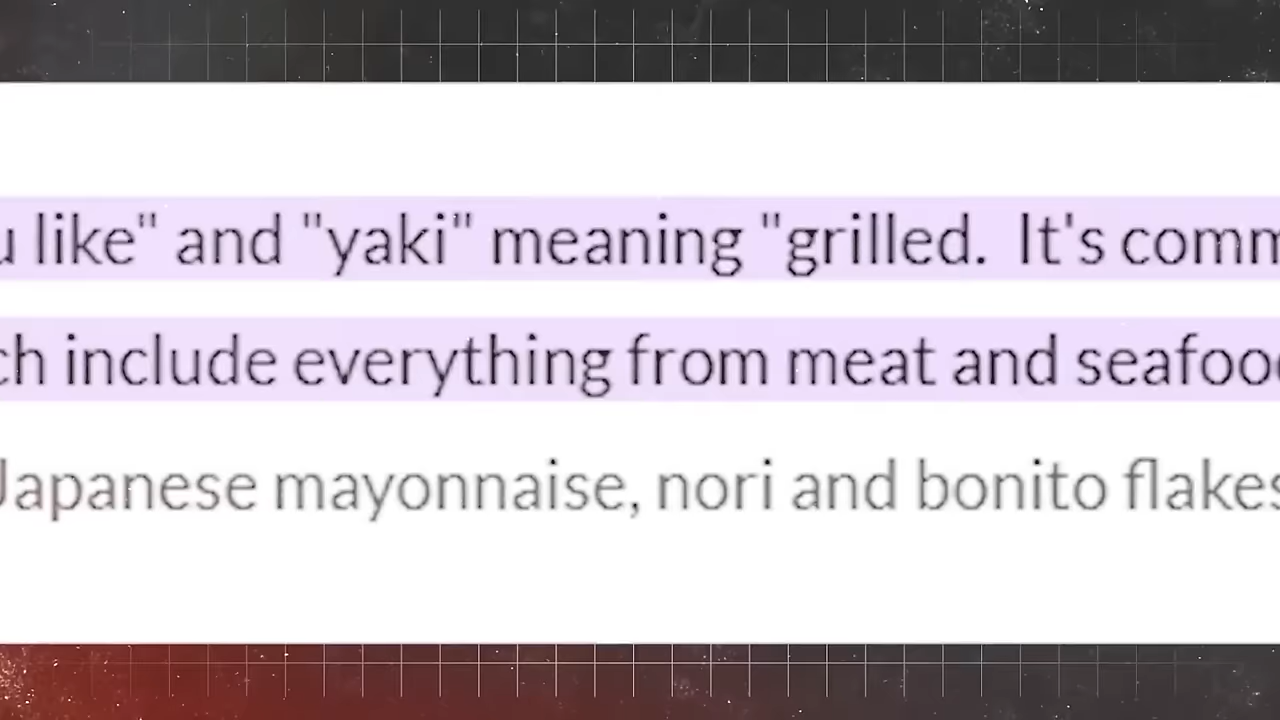 u like" and "yaki" meaning "grilled.  It's comm
ch include everything from meat and seafood
Japanese mayonnaise, nori and bonito flakes